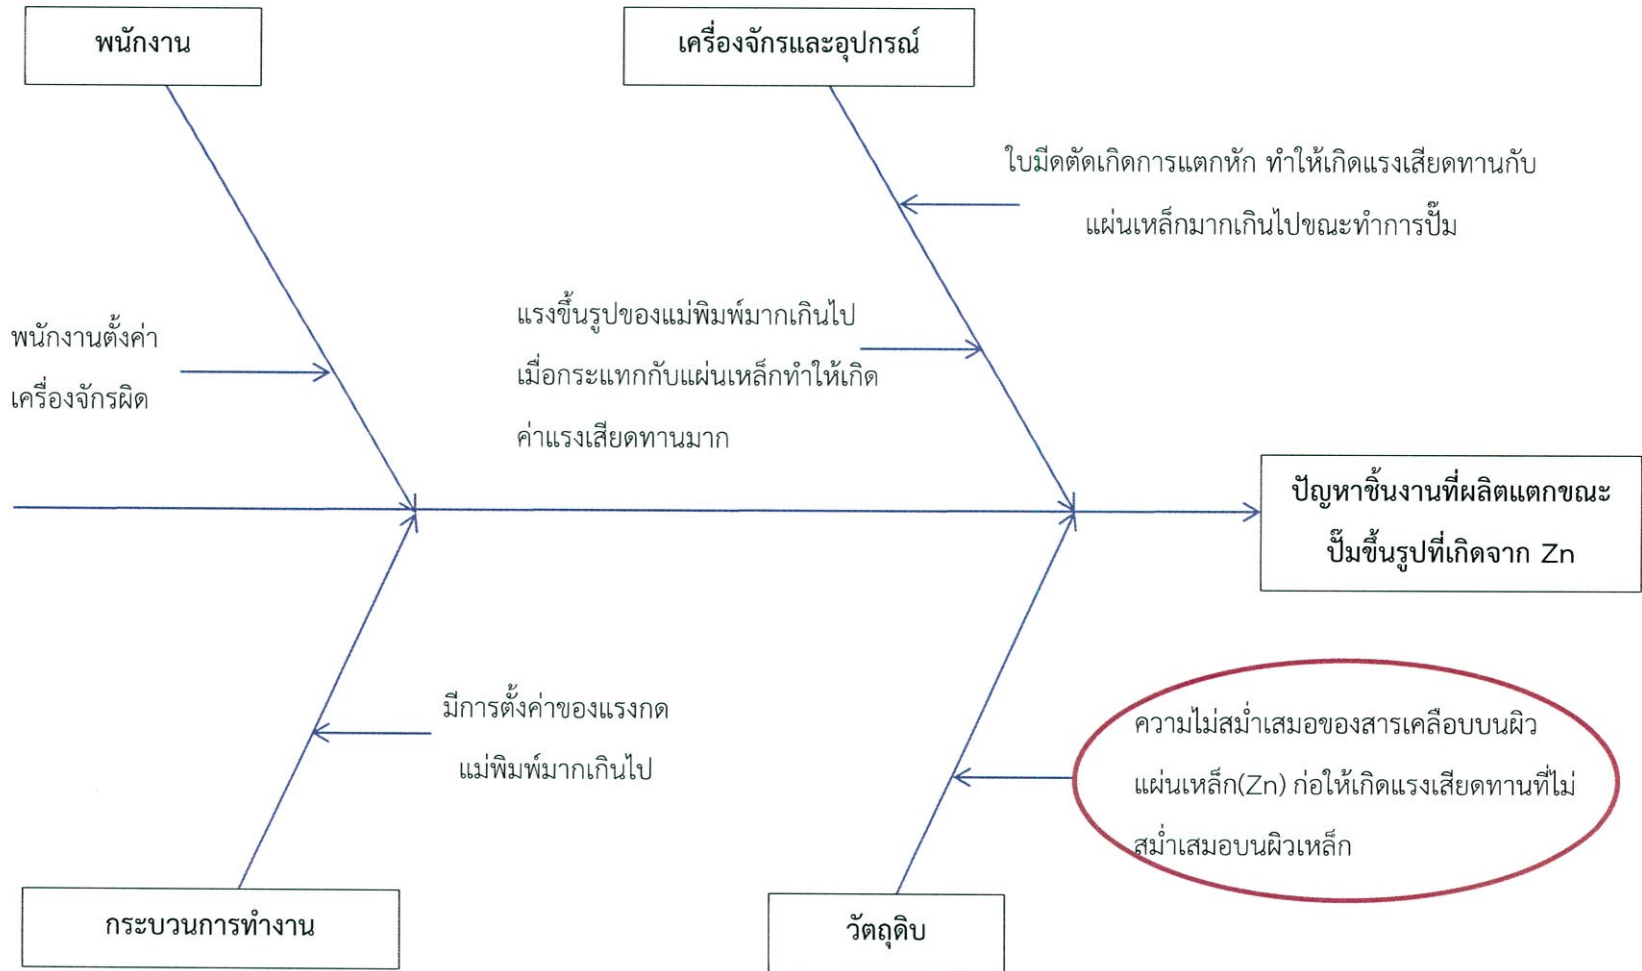 พนักงาน
เครื่องจักรและอุปกรณ์
ใบมีดตัดเกิดการแตกหัก ทำให้เกิดแรงเสียดทานกับ
แผ่นเหล็กมากเกินไปขณะทำการปั๊ม
แรงขึ้นรูปของแม่พิมพ์มากเกินไป
เมื่อกระแทกกับแผ่นเหล็กทำให้เกิด
ค่าแรงเสียดทานมาก
พนักงานตั้งค่า
เครื่องจักรผิด
ปัญหาชิ้นงานที่ผลิตแตกขณะ
ปั๊มขึ้นรูปที่เกิดจาก Zn
มีการตั้งค่าของแรงกด
แม่พิมพ์มากเกินไป
ความไม่สม่ำเสมอของสารเคลือบบนผิว
แผ่นเหล็ก(Zn) ก่อให้เกิดแรงเสียดทานที่ไม่
สม่ำเสมอบนผิวเหล็ก
กระบวนการทำงาน
วัตถุดิบ